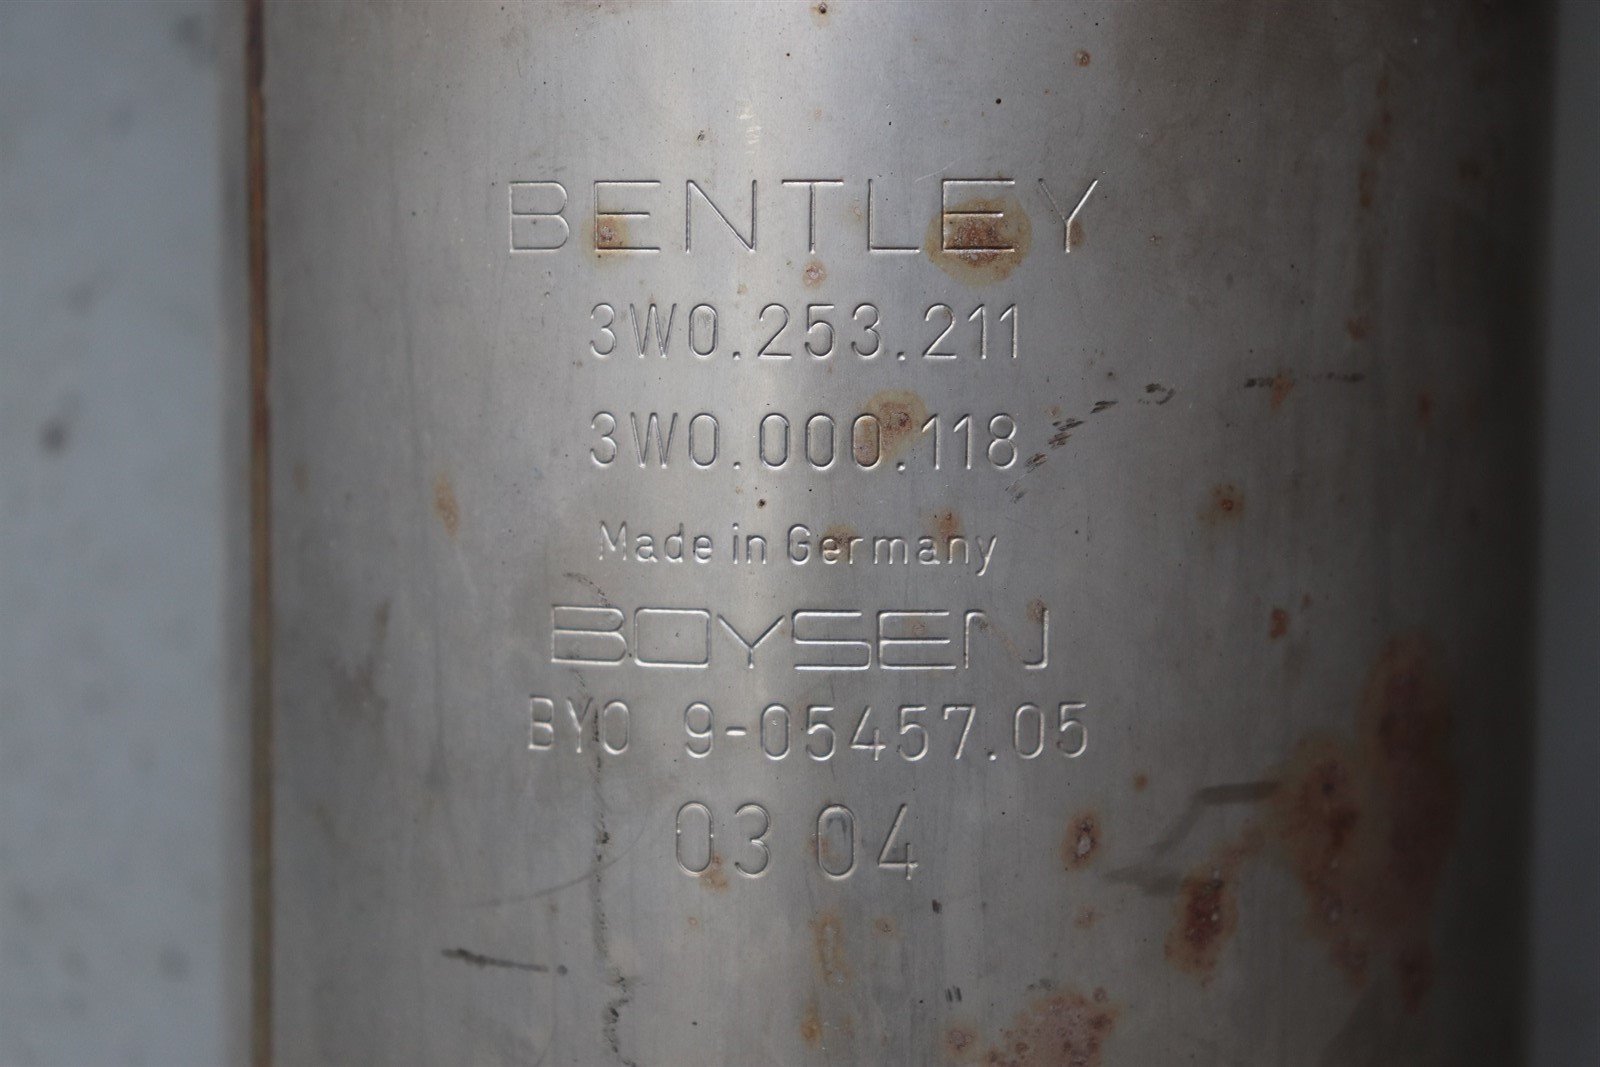 BENTLEY
3W0.253.211
3W0.000.118
Made in Germany
BOYSEN
BYO 9-05457.05
03 04